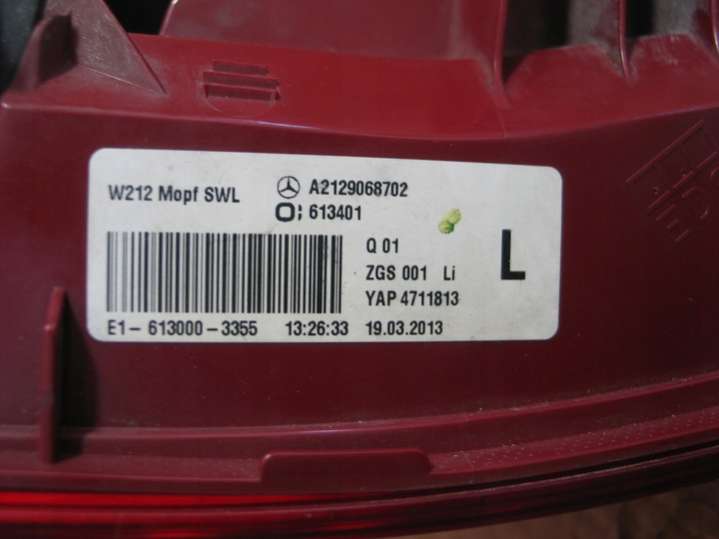 W212 Mopf SWL A2129068702
613401
Q 01
ZGS 001 Li L
YAP 4711813
E1- 613000 - 3355 13:26:33 19.03.2013